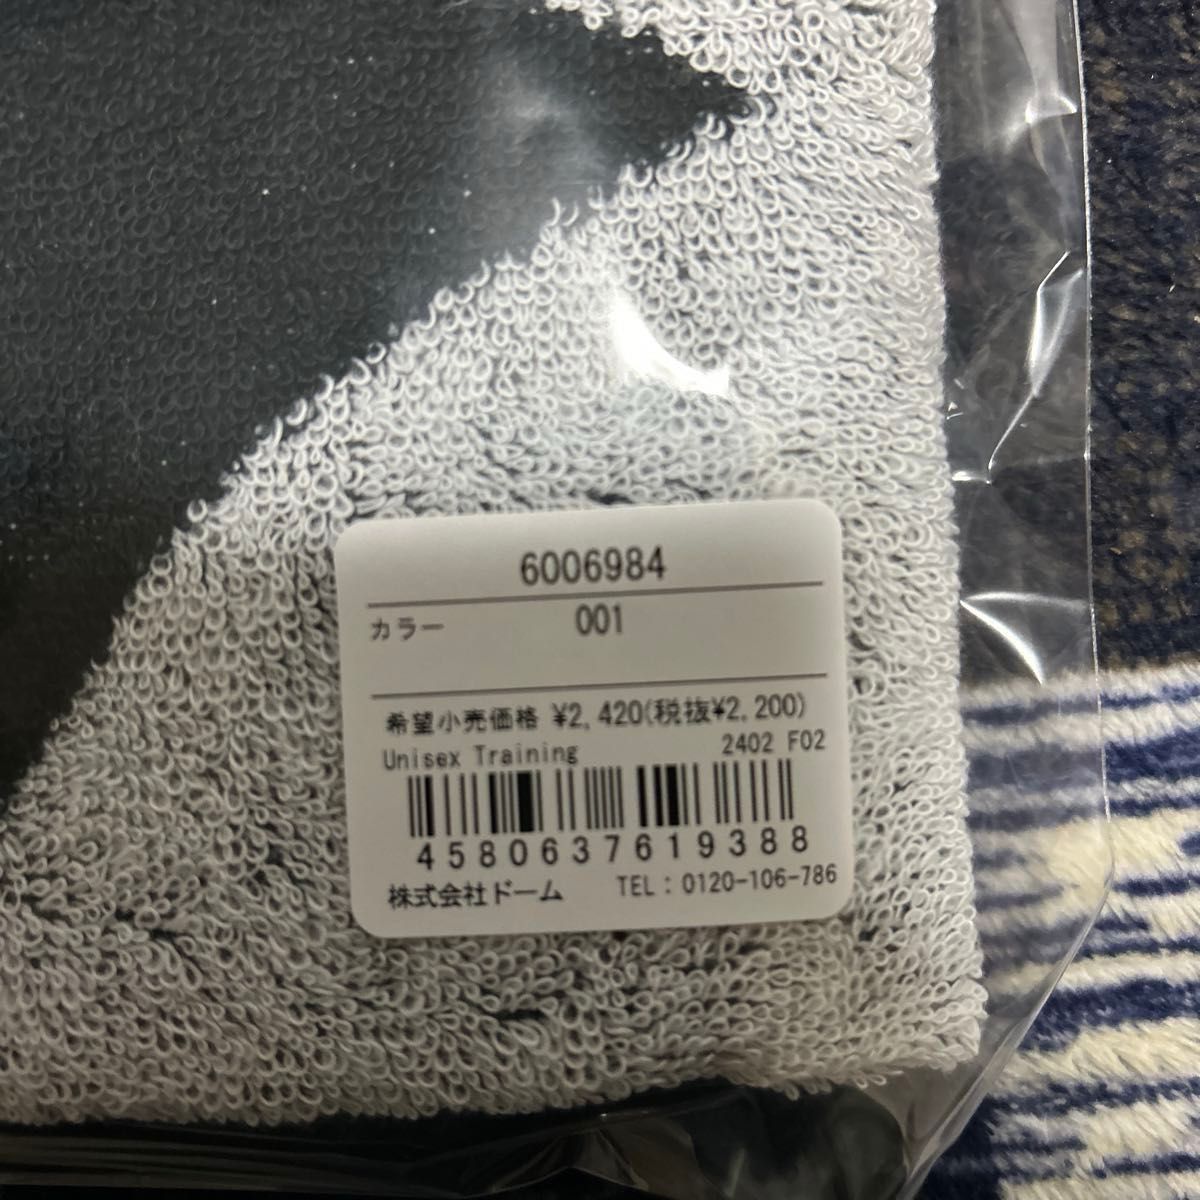 6006984
カラー 001
希望小売価格 ¥2,420(税抜¥2,200)
Unisex Training 2402 F02
4580637619388
株式会社ドーム TEL：0120-106-786